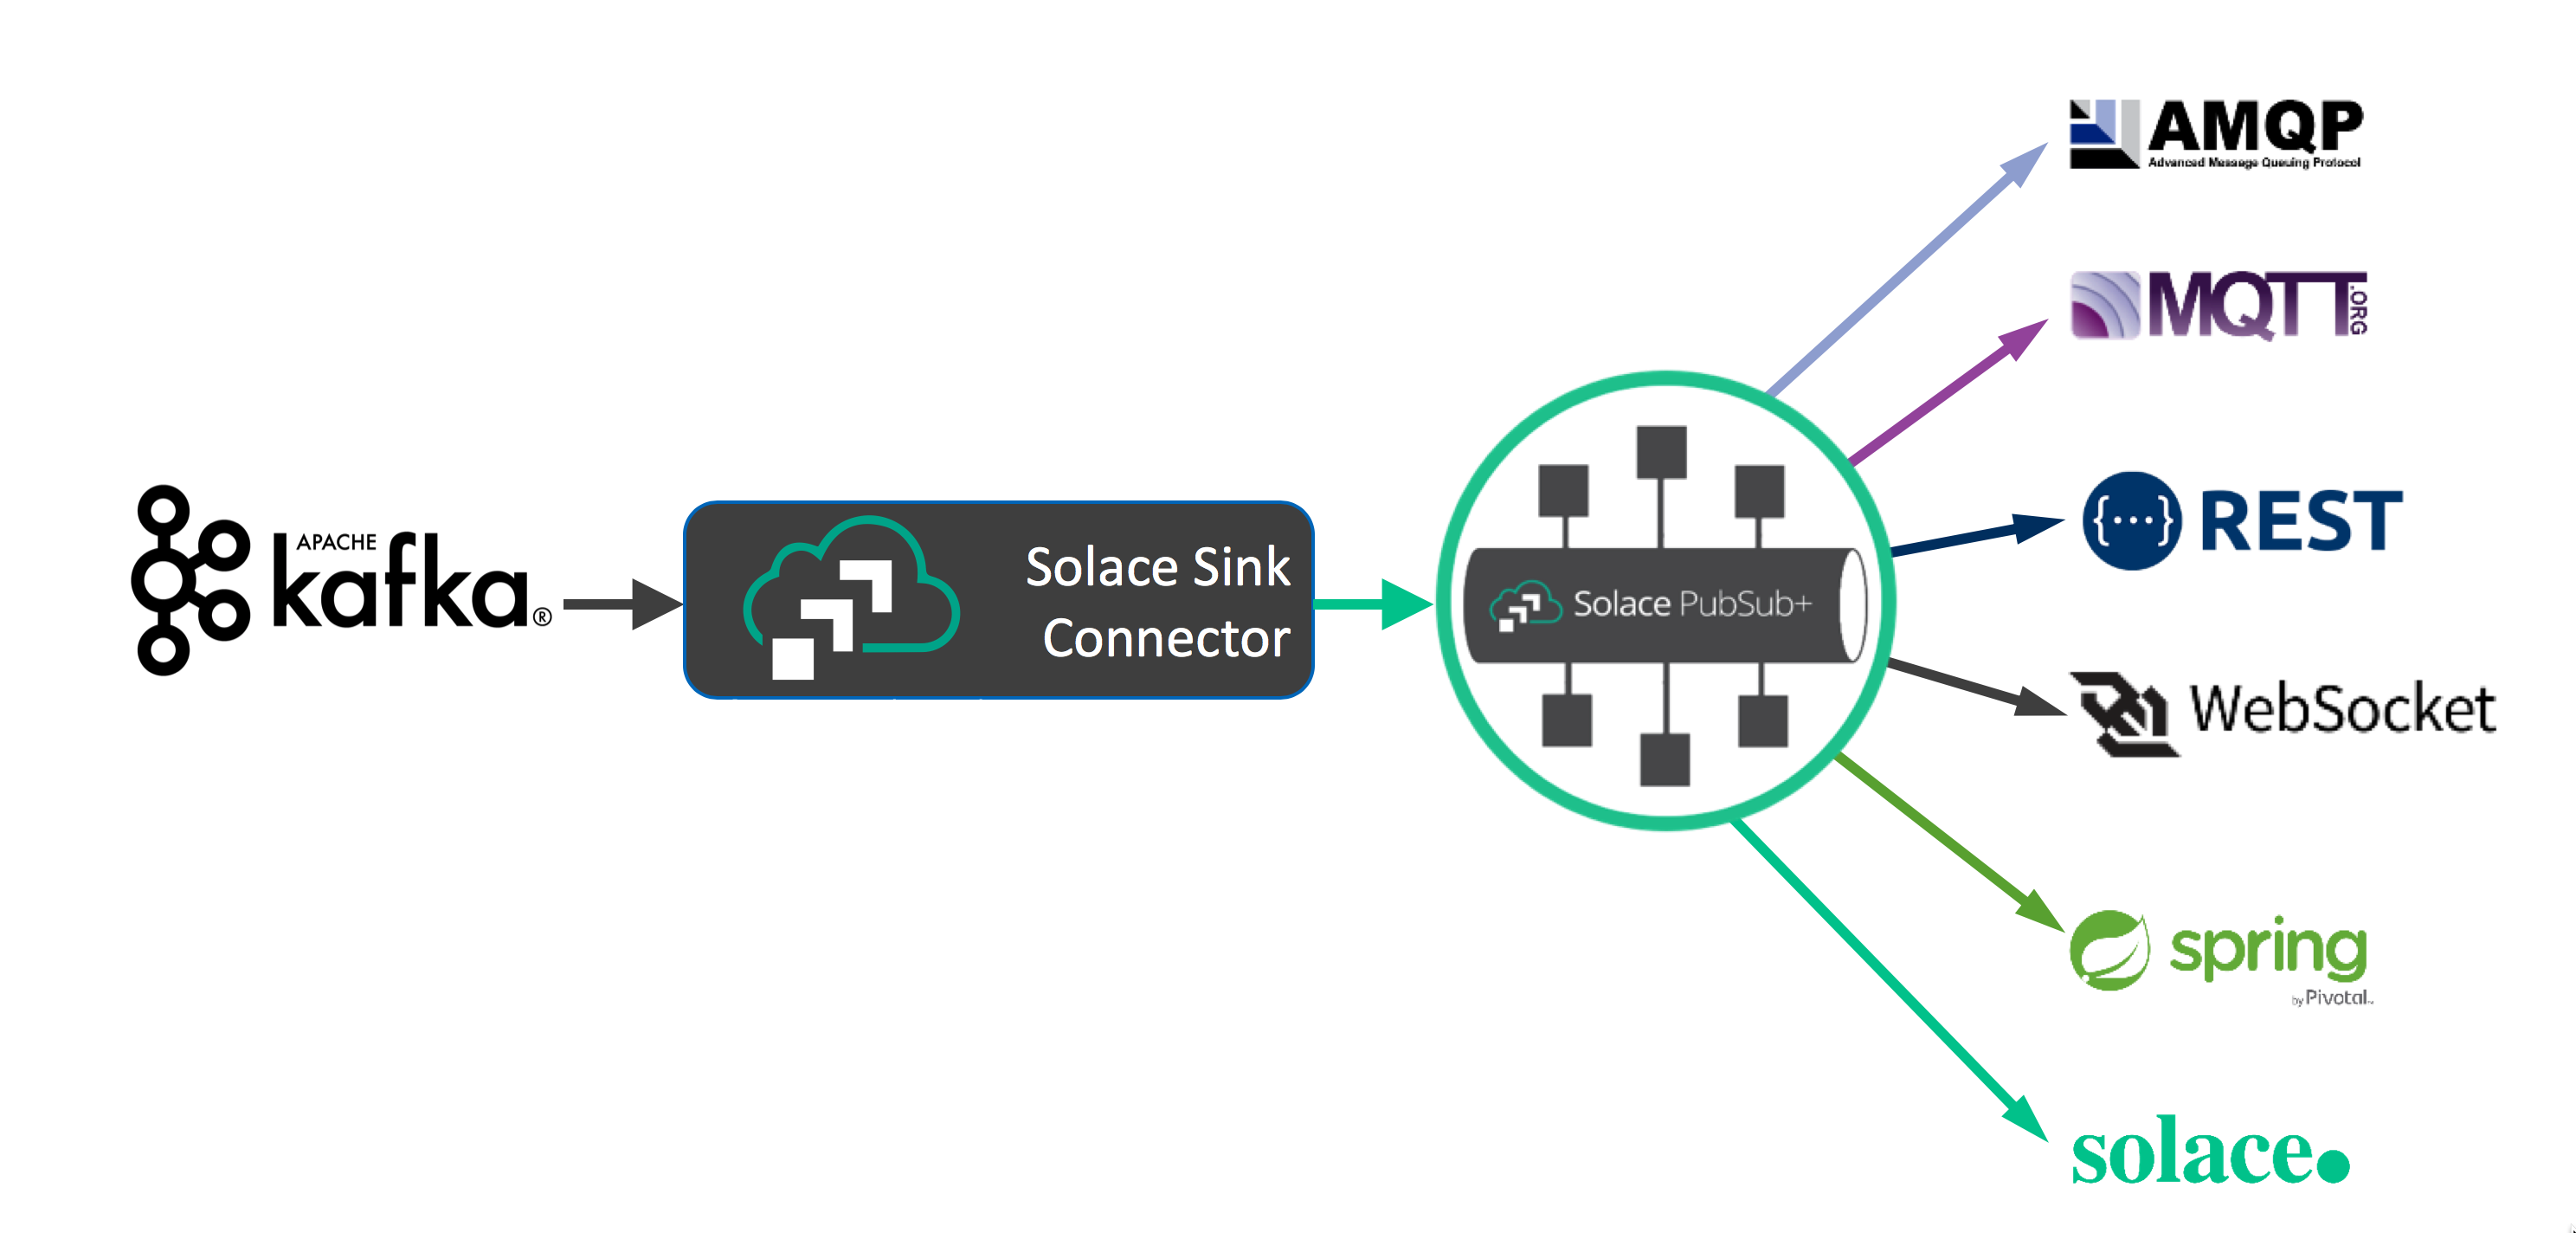 APACHE
kafka®
Solace Sink
Connector
Solace PubSub+
AMQP
Advanced Message Queuing Protocol
MQTT
.ORG
{...}
REST
WebSocket
spring
by Pivotal™
solace.